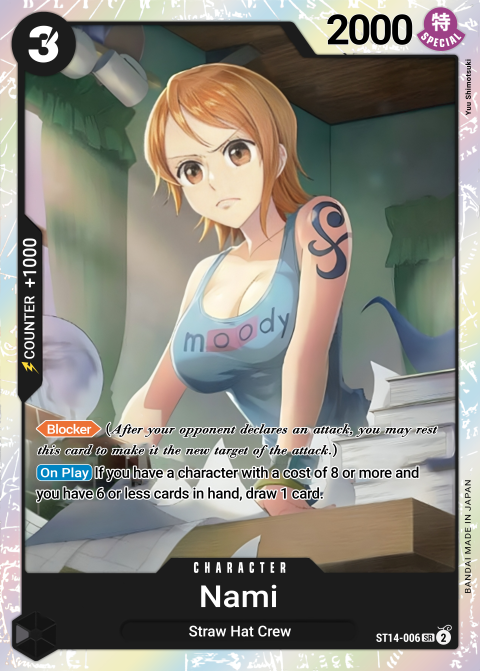 3
2000
特
SPECIAL
Yuu Shimotsuki
COUNTER +1000
moody
Blocker (After your opponent declares an attack, you may rest
this card to make it the new target of the attack.)
On Play If you have a character with a cost of 8 or more and
you have 6 or less cards in hand, draw 1 card.
BANDAI MADE IN JAPAN
CHARACTER
Nami
Straw Hat Crew
ST14-006 SR 2